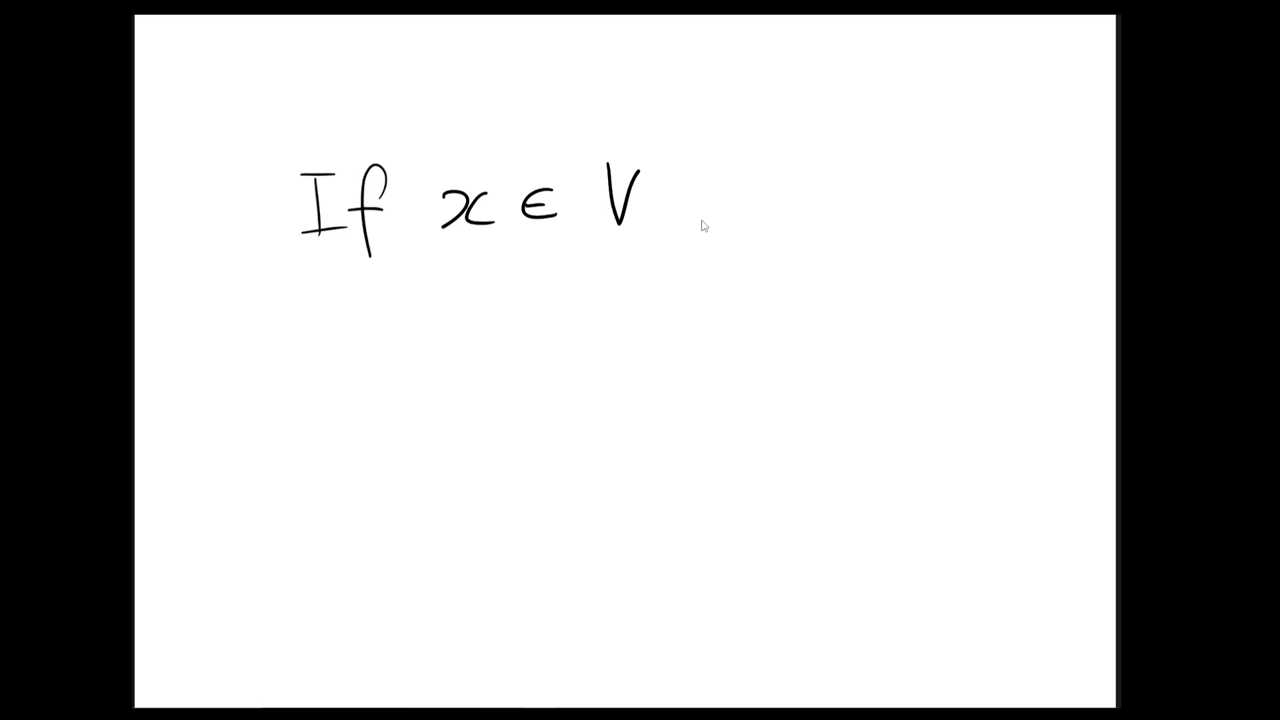 If x ∈ V